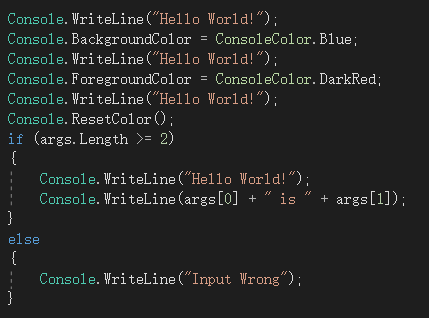 Console.WriteLine("Hello World!");
Console.BackgroundColor = ConsoleColor.Blue;
Console.WriteLine("Hello World!");
Console.ForegroundColor = ConsoleColor.DarkRed;
Console.WriteLine("Hello World!");
Console.ResetColor();
if (args.Length >= 2)
{
    Console.WriteLine("Hello World!");
    Console.WriteLine(args[0] + " is " + args[1]);
}
else
{
    Console.WriteLine("Input Wrong");
}